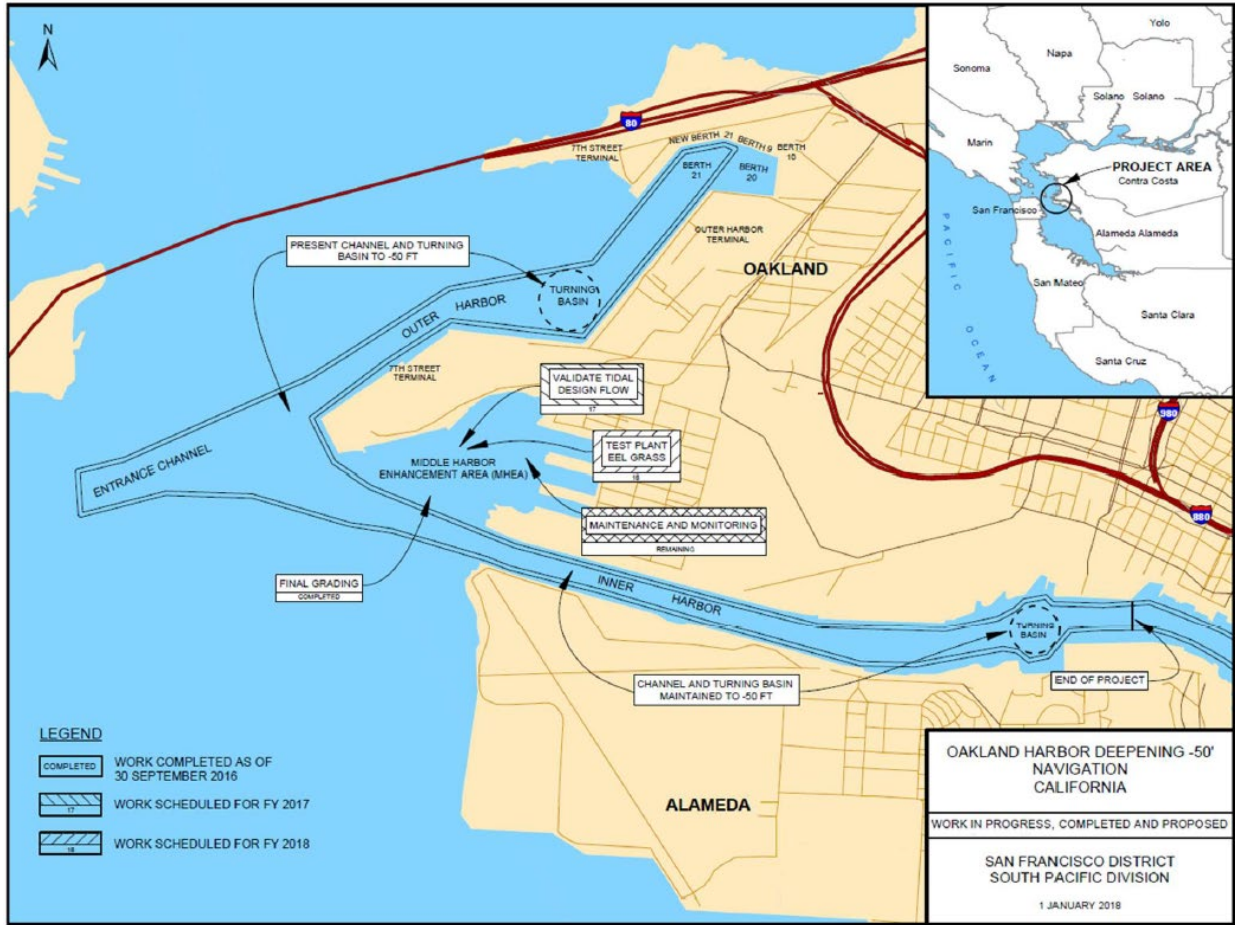 N
80
7TH STREET
TERMINAL
NEW BERTH 21
BERTH 9
BERTH
10
BERTH
21
BERTH
20
OUTER HARBOR
TERMINAL
OAKLAND
PRESENT CHANNEL AND TURNING
BASIN TO -50 FT
TURNING
BASIN
OUTER HARBOR
7TH STREET
TERMINAL
VALIDATE TIDAL
DESIGN FLOW
17
TEST PLANT
EEL GRASS
MIDDLE HARBOR
ENHANCEMENT AREA (MHEA)
ENTRANCE CHANNEL
MAINTENANCE AND MONITORING
REMAINING
FINAL GRADING
COMPLETED
INNER HARBOR
TURNING
BASIN
CHANNEL AND TURNING BASIN
MAINTAINED TO -50 FT
END OF PROJECT
980
880
ALAMEDA
LEGEND
COMPLETED
WORK COMPLETED AS OF
30 SEPTEMBER 2016
17
WORK SCHEDULED FOR FY 2017
18
WORK SCHEDULED FOR FY 2018
Yolo
Napa
Sonoma
Solano Solano
Marin
PROJECT AREA
Contra Costa
San Francisco
Alameda Alameda
PACIFIC OCEAN
San Mateo
Santa Clara
Santa Cruz
OAKLAND HARBOR DEEPENING -50'
NAVIGATION
CALIFORNIA
WORK IN PROGRESS, COMPLETED AND PROPOSED
SAN FRANCISCO DISTRICT
SOUTH PACIFIC DIVISION
1 JANUARY 2018